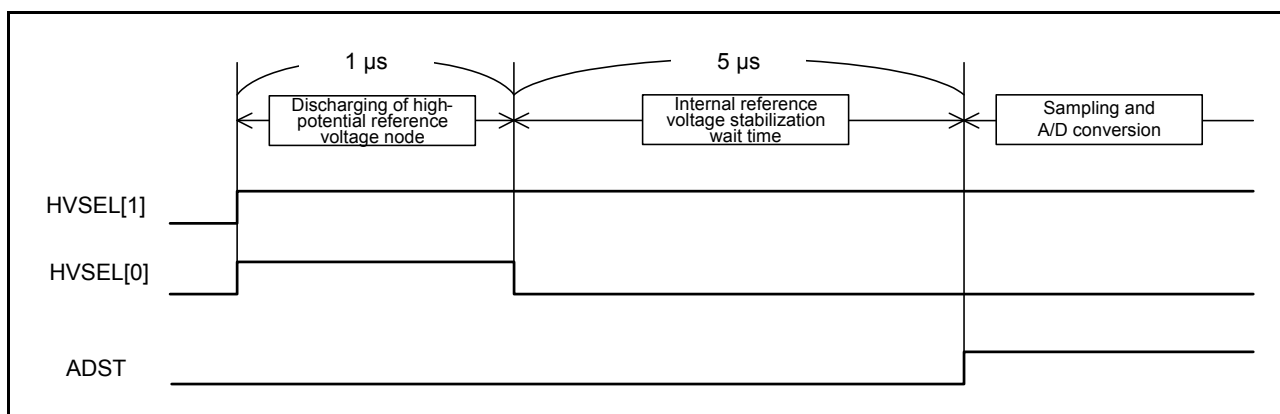 1 µs
5 µs
Discharging of high-
potential reference
voltage node
Internal reference
voltage stabilization
wait time
Sampling and
A/D conversion
HVSEL[1]
HVSEL[0]
ADST